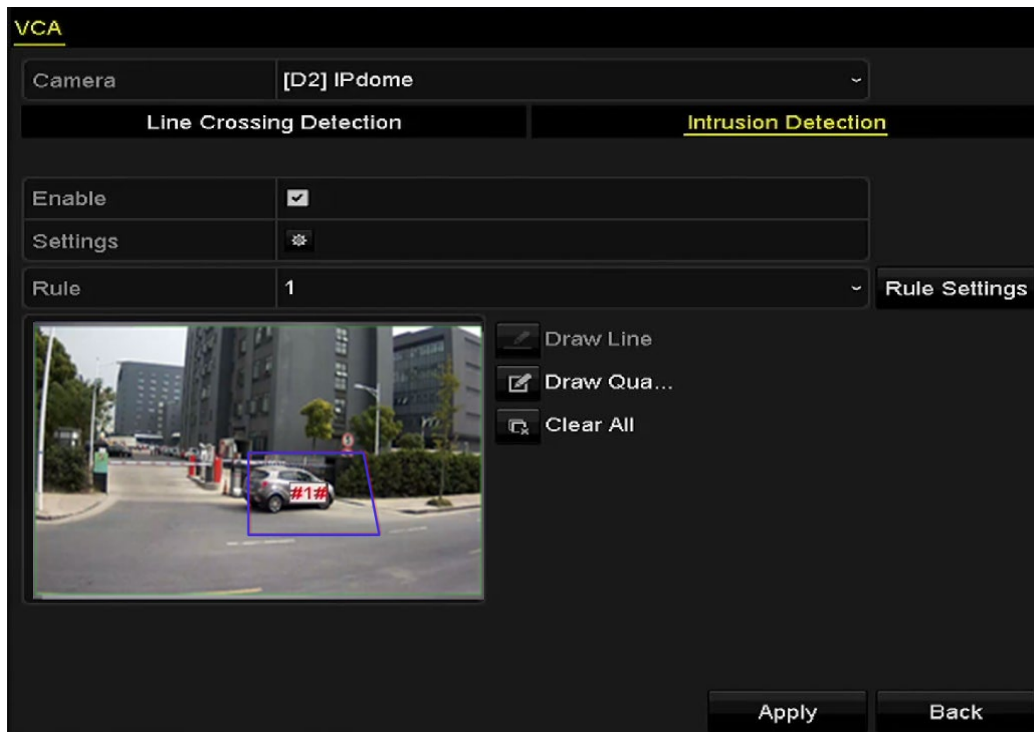 VCA
Camera [D2] IPdome
Line Crossing Detection Intrusion Detection
Enable
Settings
Rule 1 Rule Settings
Draw Line
Draw Qua...
Clear All
#1#
Apply Back